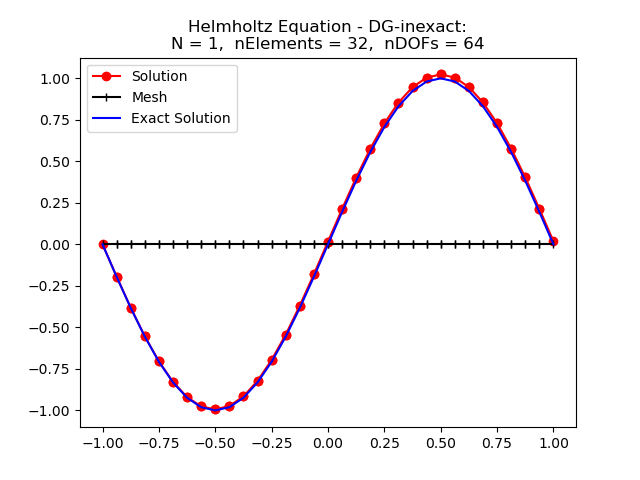 Helmholtz Equation - DG-inexact:
N = 1,  nElements = 32,  nDOFs = 64
Solution
Mesh
Exact Solution
1.00
0.75
0.50
0.25
0.00
−0.25
−0.50
−0.75
−1.00
−1.00 −0.75 −0.50 −0.25 0.00 0.25 0.50 0.75 1.00